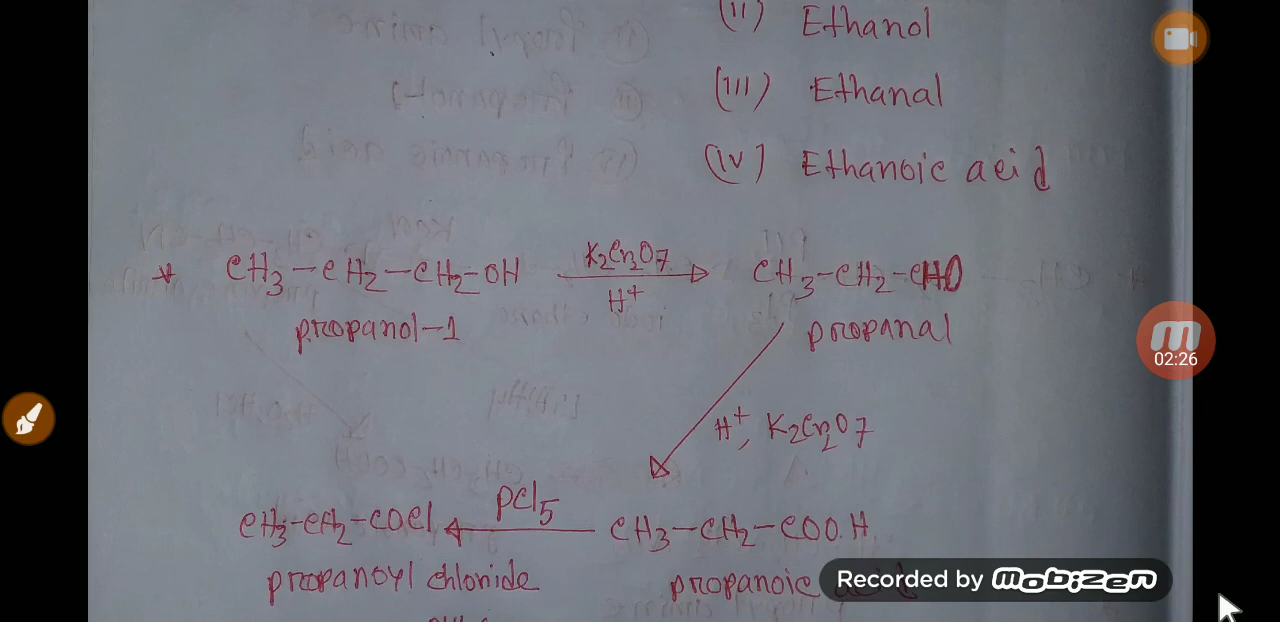 (II) Ethanol
(III) Ethanal
(IV) Ethanoic acid
* CH3-CH2-CH2-OH K2Cr2O7 H+ CH3-CH2-CHO
propanol-1 propanal
H+, K2Cr2O7
CH3-CH2-COCl PCl5 CH3-CH2-COO.H
propanoyl chloride propanoic
02:26
Recorded by mobizen